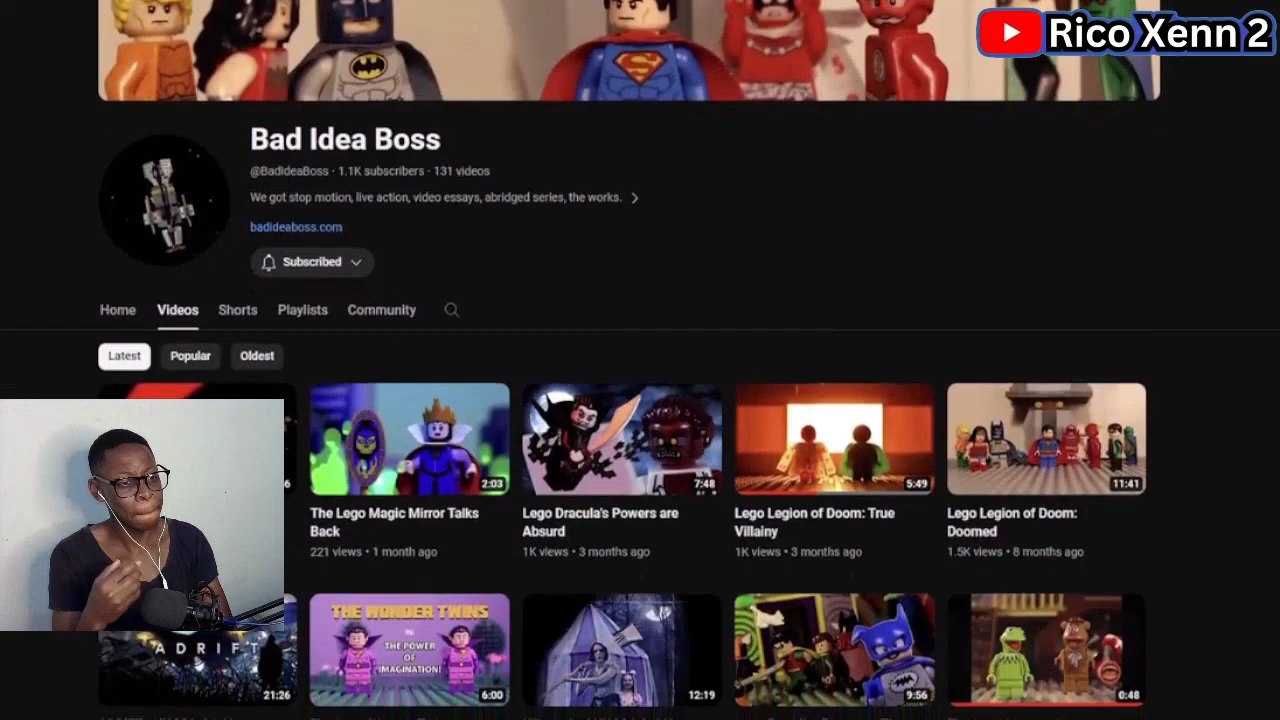 Rico Xenn 2
Bad Idea Boss
@BadIdeaBoss · 1.1K subscribers · 131 videos
We got stop motion, live action, video essays, abridged series, the works.
badideaboss.com
Subscribed
Home Videos Shorts Playlists Community
Latest Popular Oldest
6 2:03 7:48 5:49 11:41
The Lego Magic Mirror Talks Back
221 views • 1 month ago
Lego Dracula's Powers are Absurd
1K views • 3 months ago
Lego Legion of Doom: True Villainy
1K views • 3 months ago
Lego Legion of Doom: Doomed
1.5K views • 8 months ago
ADRIFT
21:26
THE WONDER TWINS
IN:
THE POWER
OF
IMAGINATION!
6:00
12:19
9:56
0:48